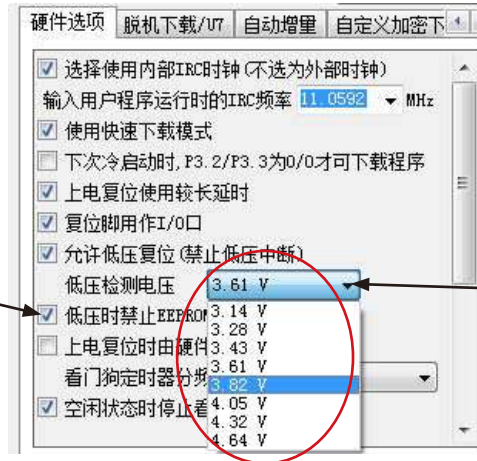 硬件选项 脱机下载/U7 自动增量 自定义加密下
选择使用内部IRC时钟(不选为外部时钟)
输入用户程序运行时的IRC频率 11.0592 MHz
使用快速下载模式
下次冷启动时,P3.2/P3.3为0/0才可下载程序
上电复位使用较长延时
复位脚用作I/O口
允许低压复位(禁止低压中断)
低压检测电压 3.61 V
低压时禁止EEPROM
3.14 V
3.28 V
上电复位时由硬件
3.43 V
3.61 V
看门狗定时器分频
3.82 V
4.05 V
空闲状态时停止看
4.32 V
4.64 V